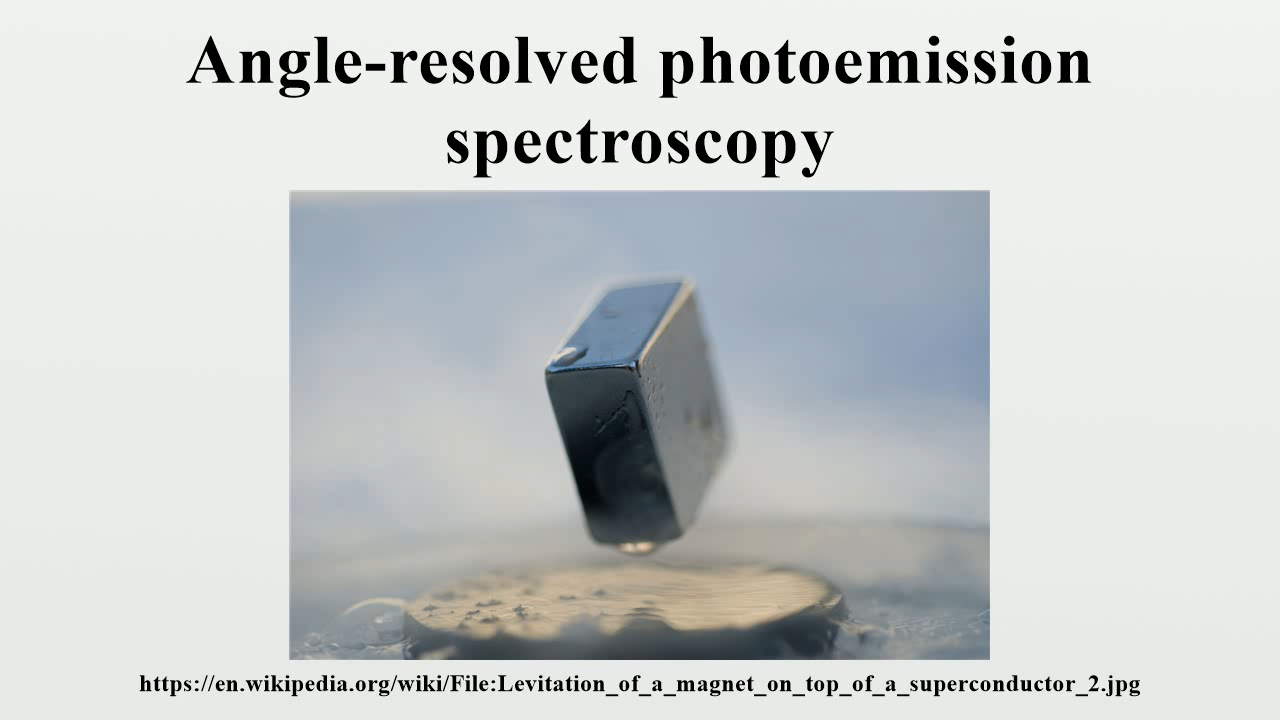 Angle-resolved photoemission
spectroscopy
https://en.wikipedia.org/wiki/File:Levitation_of_a_magnet_on_top_of_a_superconductor_2.jpg